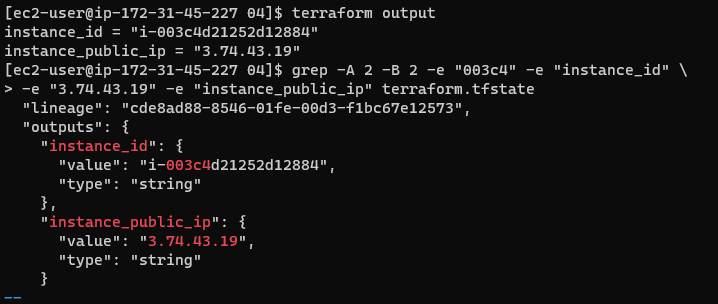 [ec2-user@ip-172-31-45-227 04]$ terraform output
instance_id = "i-003c4d21252d12884"
instance_public_ip = "3.74.43.19"
[ec2-user@ip-172-31-45-227 04]$ grep -A 2 -B 2 -e "003c4" -e "instance_id" \
> -e "3.74.43.19" -e "instance_public_ip" terraform.tfstate
  "lineage": "cde8ad88-8546-01fe-00d3-f1bc67e12573",
  "outputs": {
    "instance_id": {
      "value": "i-003c4d21252d12884",
      "type": "string"
    },
    "instance_public_ip": {
      "value": "3.74.43.19",
      "type": "string"
    }
--